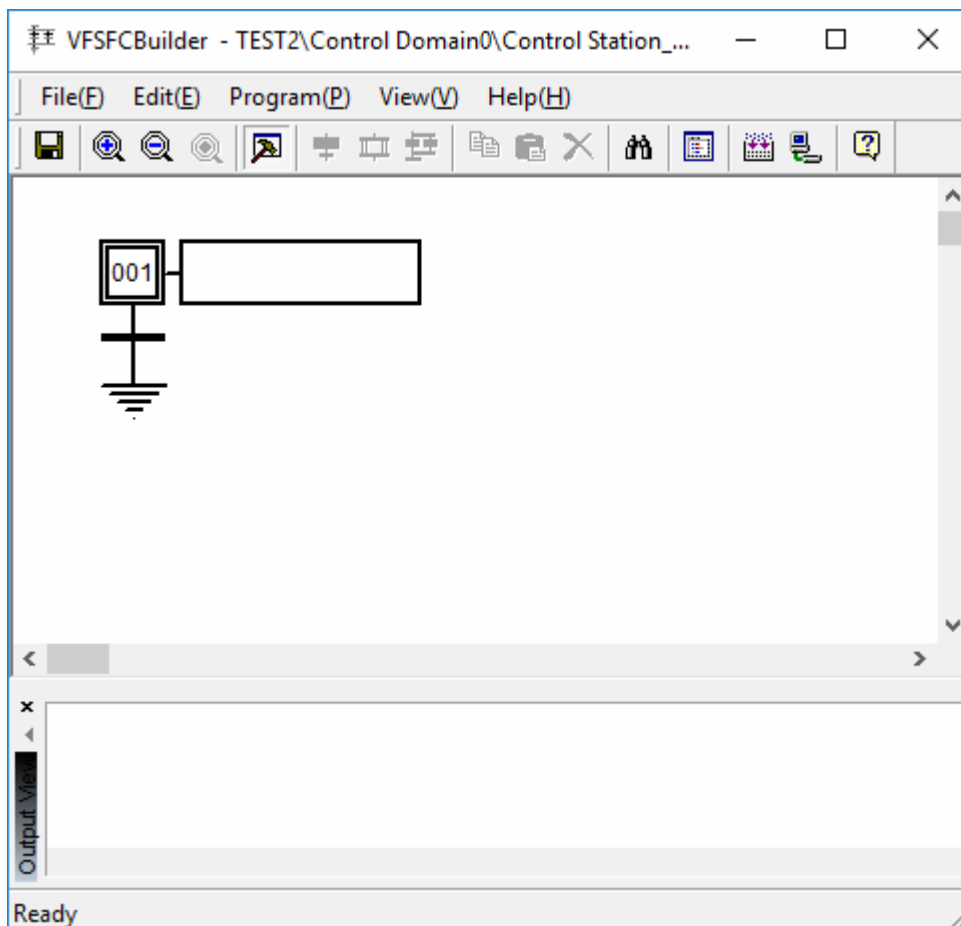 VFSFCBuilder - TEST2\Control Domain0\Control Station_...
File(F) Edit(E) Program(P) View(V) Help(H)
001
Output View
Ready